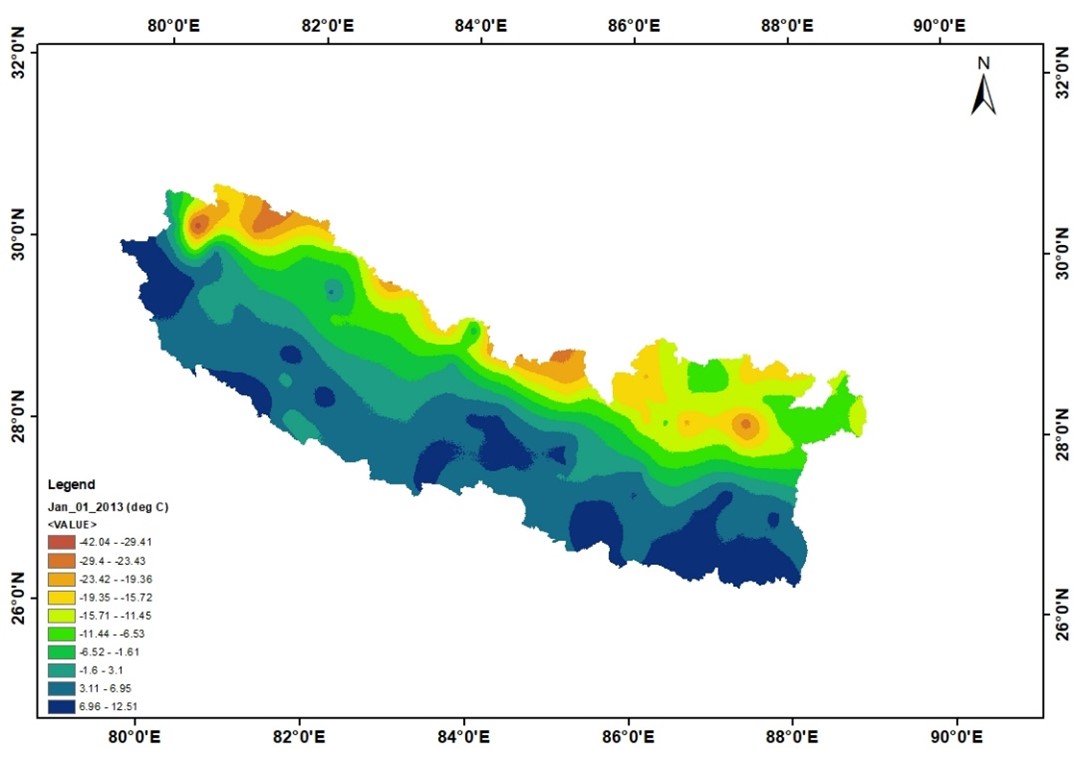 80°0'E 82°0'E 84°0'E 86°0'E 88°0'E 90°0'E
32°0'N
32°0'N
N
30°0'N
30°0'N
28°0'N
28°0'N
26°0'N
26°0'N
Legend
Jan_01_2013 (deg C)
<VALUE>
-42.04 - -29.41
-29.4 - -23.43
-23.42 - -19.36
-19.35 - -15.72
-15.71 - -11.45
-11.44 - -6.53
-6.52 - -1.61
-1.6 - 3.1
3.11 - 6.95
6.96 - 12.51
80°0'E 82°0'E 84°0'E 86°0'E 88°0'E 90°0'E